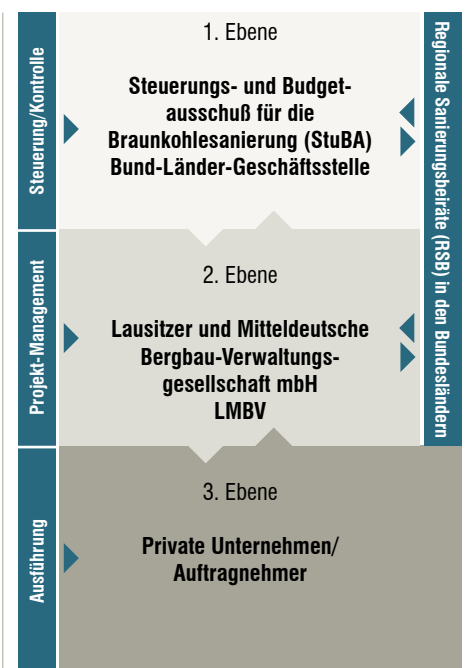 Steuerung/Kontrolle
1. Ebene
Steuerungs- und Budget-
ausschuß für die
Braunkohlesanierung (StuBA)
Bund-Länder-Geschäftsstelle
Regionale Sanierungsbeiräte (RSB) in den Bundesländern
Projekt-Management
2. Ebene
Lausitzer und Mitteldeutsche
Bergbau-Verwaltungs-
gesellschaft mbH
LMBV
Ausführung
3. Ebene
Private Unternehmen/
Auftragnehmer